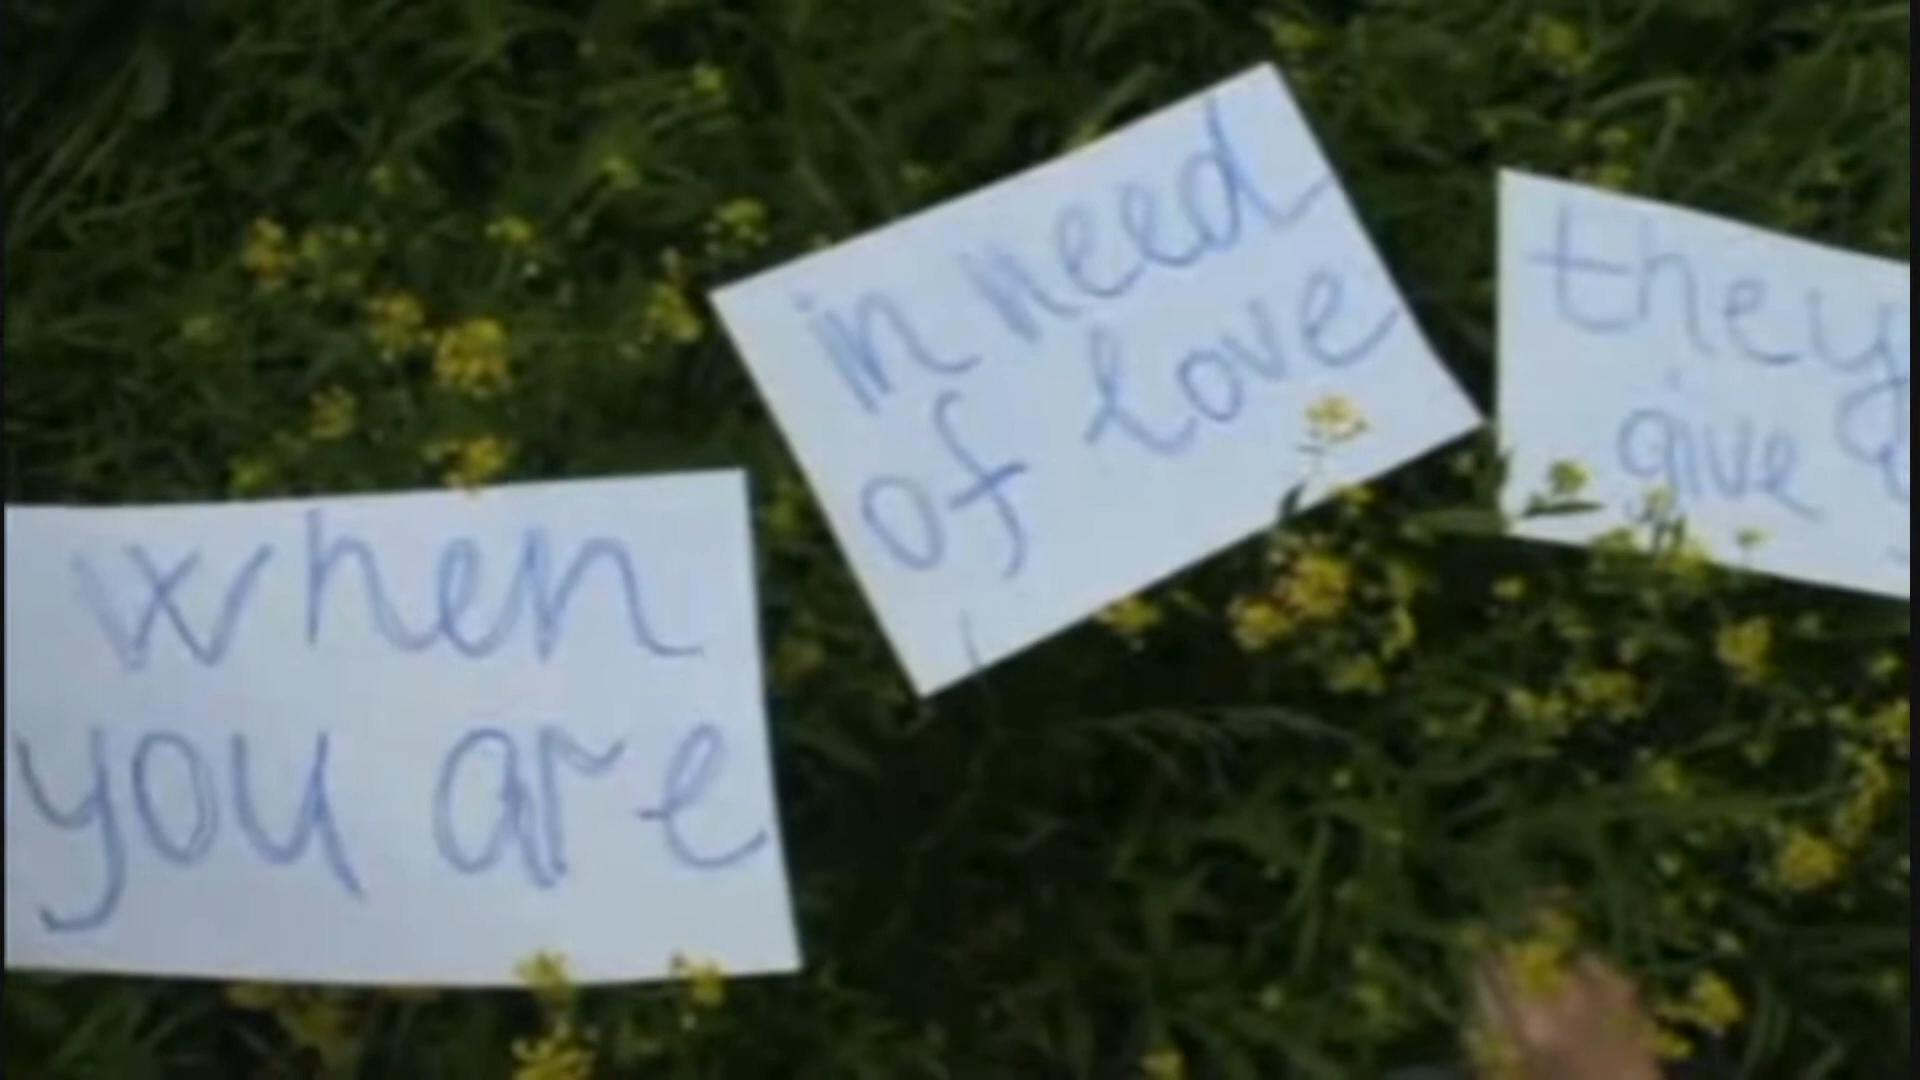 when
you are
in need
of love
they
give